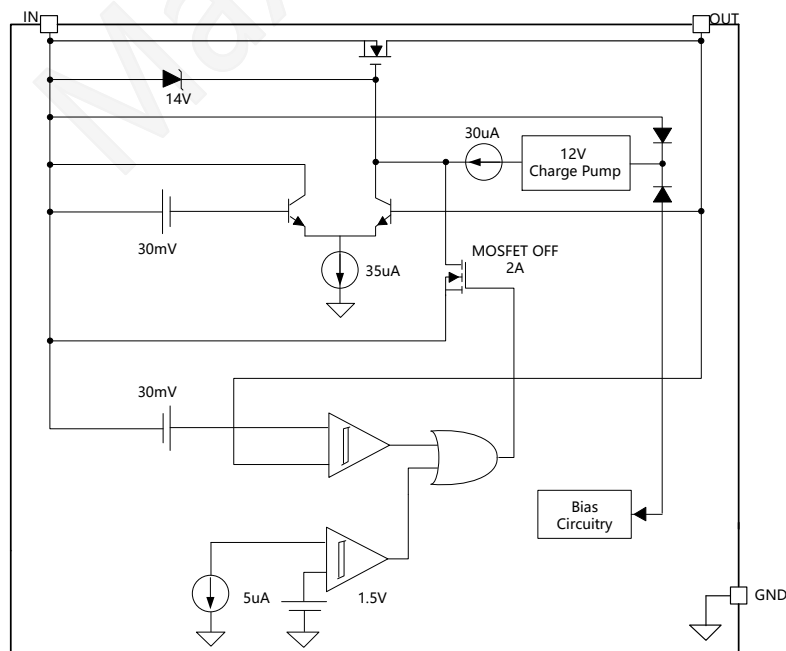 IN
OUT
Max
14V
30uA
12V
Charge Pump
30mV
35uA
MOSFET OFF
2A
30mV
Bias
Circuitry
5uA
1.5V
GND